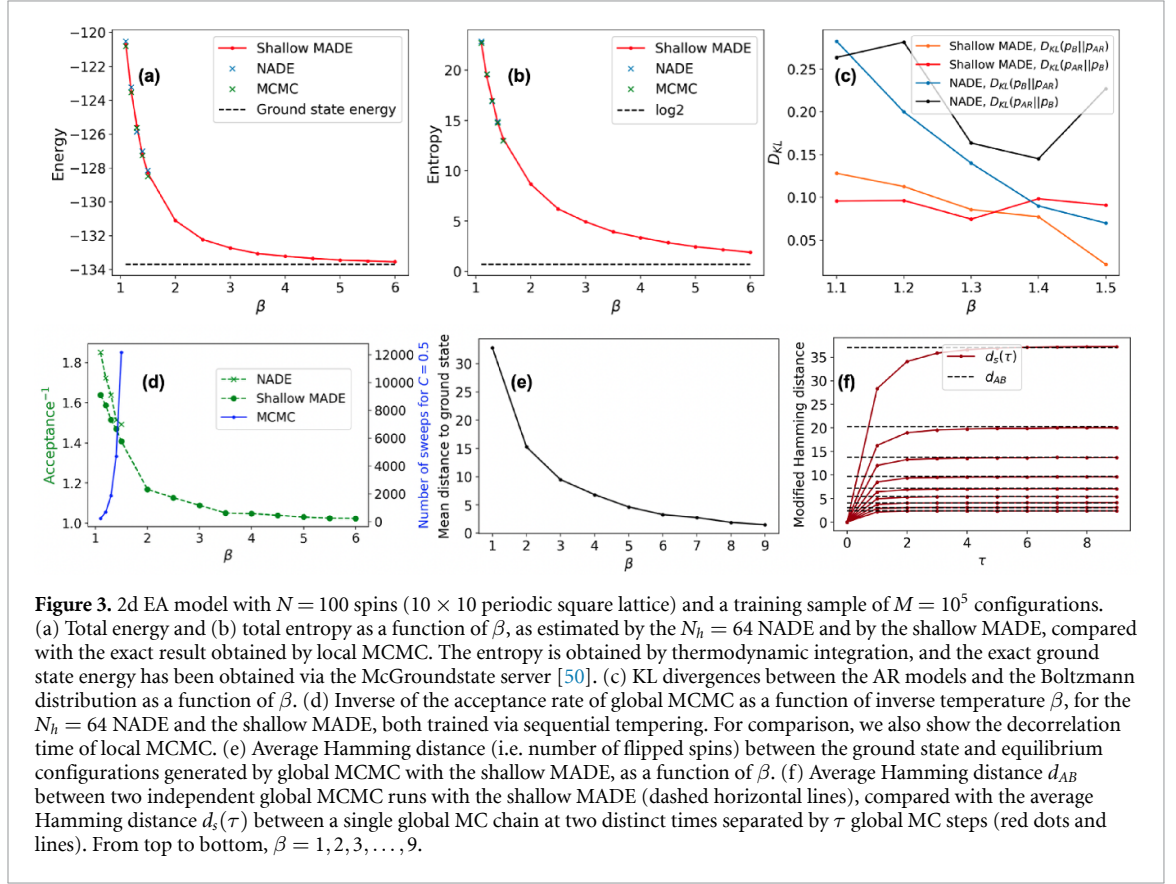 −120
−122
−124
−126
−128
−130
−132
−134
Energy
(a)
Shallow MADE
NADE
MCMC
Ground state energy
1 2 3 4 5 6
β
20
15
10
5
0
Entropy
(b)
Shallow MADE
NADE
MCMC
log2
1 2 3 4 5 6
β
0.25
0.20
0.15
0.10
0.05
D_KL
(c)
Shallow MADE, D_KL(p_B||p_AR)
Shallow MADE, D_KL(p_AR||p_B)
NADE, D_KL(p_B||p_AR)
NADE, D_KL(p_AR||p_B)
1.1 1.2 1.3 1.4 1.5
β
1.8
1.6
1.4
1.2
1.0
Acceptance⁻¹
(d)
NADE
Shallow MADE
MCMC
12000
10000
8000
6000
4000
2000
0
Number of sweeps for C = 0.5
1 2 3 4 5 6
β
30
25
20
15
10
5
0
Mean distance to ground state
(e)
1 2 3 4 5 6 7 8 9
β
35
30
25
20
15
10
5
0
Modified Hamming distance
(f)
d_s(τ)
d_AB
0 2 4 6 8
τ
Figure 3. 2d EA model with N = 100 spins (10 × 10 periodic square lattice) and a training sample of M = 10⁵ configurations.
(a) Total energy and (b) total entropy as a function of β, as estimated by the N_h = 64 NADE and by the shallow MADE, compared
with the exact result obtained by local MCMC. The entropy is obtained by thermodynamic integration, and the exact ground
state energy has been obtained via the McGroundstate server [50]. (c) KL divergences between the AR models and the Boltzmann
distribution as a function of β. (d) Inverse of the acceptance rate of global MCMC as a function of inverse temperature β, for the
N_h = 64 NADE and the shallow MADE, both trained via sequential tempering. For comparison, we also show the decorrelation
time of local MCMC. (e) Average Hamming distance (i.e. number of flipped spins) between the ground state and equilibrium
configurations generated by global MCMC with the shallow MADE, as a function of β. (f) Average Hamming distance d_AB
between two independent global MCMC runs with the shallow MADE (dashed horizontal lines), compared with the average
Hamming distance d_s(τ) between a single global MC chain at two distinct times separated by τ global MC steps (red dots and
lines). From top to bottom, β = 1, 2, 3, . . . , 9.